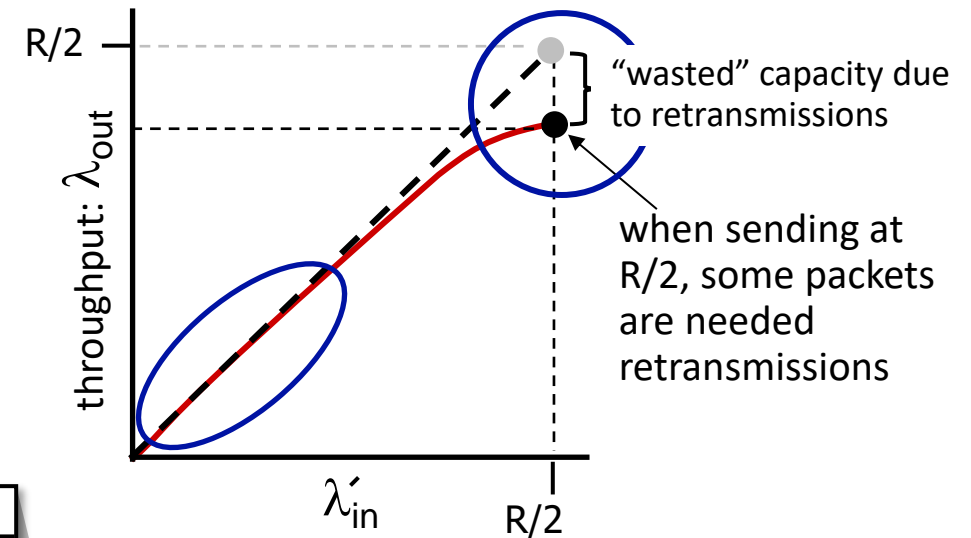 R/2
“wasted” capacity due
to retransmissions
throughput: λout
when sending at
R/2, some packets
are needed
retransmissions
λ′in
R/2